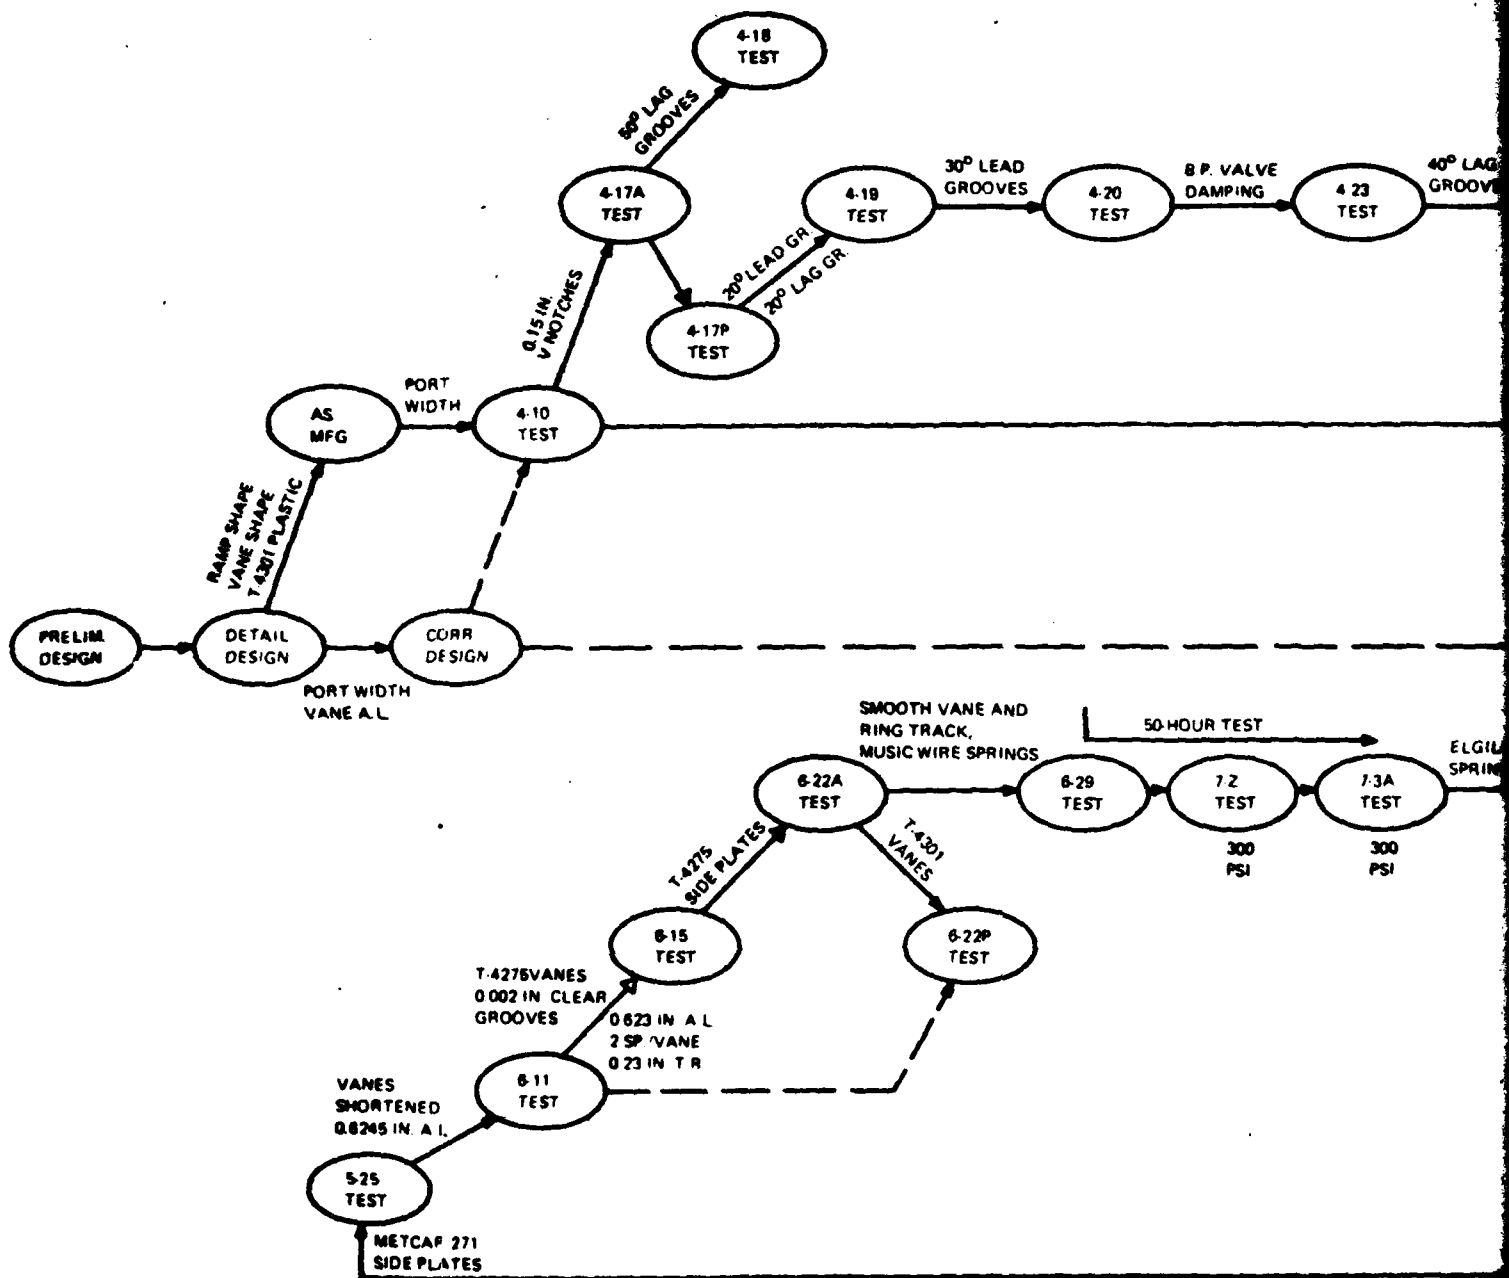 4-18
TEST
50° LAG
GROOVES
4-17A
TEST
4-19
TEST
30° LEAD
GROOVES
4-20
TEST
B.P. VALVE
DAMPING
4-23
TEST
40° LAG
20° LEAD GR.
20° LAG GR.
0.15 IN.
V NOTCHES
4-17P
TEST
AS
MFG
PORT
WIDTH
4-10
TEST
RAMP SHAPE
VANE SHAPE
T-4301 PLASTIC
PRELIM.
DESIGN
DETAIL
DESIGN
CORR
DESIGN
PORT WIDTH
VANE A.L.
SMOOTH VANE AND
RING TRACK,
MUSIC WIRE SPRINGS
50-HOUR TEST
6-22A
TEST
6-29
TEST
7-2
TEST
7-3A
TEST
300
PSI
300
PSI
T-4275
SIDE PLATES
T-4301
VANES
6-15
TEST
6-22P
TEST
T-4275 VANES
0.002 IN. CLEAR
GROOVES
0.623 IN. A L
2 SP./VANE
0.23 IN T R
6-11
TEST
VANES
SHORTENED
0.6245 IN. A.L.
5-25
TEST
271
SIDE PLATES